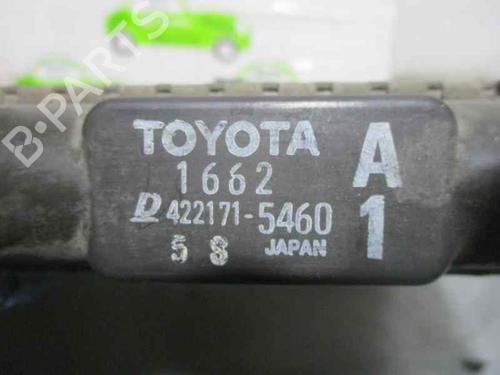 TOYOTA A
1662
D 422171-5460 1
5 8 JAPAN
B-PARTS